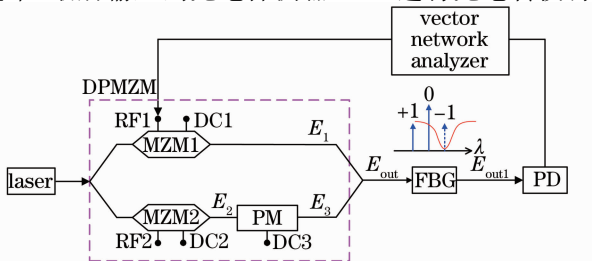 vector
network
analyzer
DPMZM
RF1
DC1
MZM1
E1
+1
0
−1
λ
laser
Eout
FBG
Eout1
PD
MZM2
E2
PM
E3
RF2
DC2
DC3